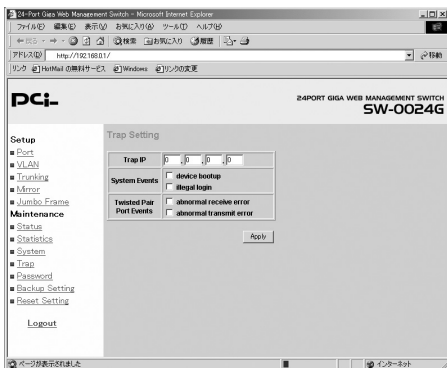 24-Port Giga Web Management Switch - Microsoft Internet Explorer
ファイル(F) 編集(E) 表示(V) お気に入り(A) ツール(T) ヘルプ(H)
戻る 検索 お気に入り 履歴
アドレス(D) http://192.168.0.1/ 移動
リンク HotMail の無料サービス Windows リンクの変更
PCi
24PORT GIGA WEB MANAGEMENT SWITCH
SW-0024G
Setup
Port
VLAN
Trunking
Mirror
Jumbo Frame
Maintenance
Status
Statistics
System
Trap
Password
Backup Setting
Reset Setting
Logout
Trap Setting
Trap IP 0 . 0 . 0 . 0
System Events device bootup
illegal login
Twisted Pair Port Events abnormal receive error
abnormal transmit error
Apply
ページが表示されました インターネット